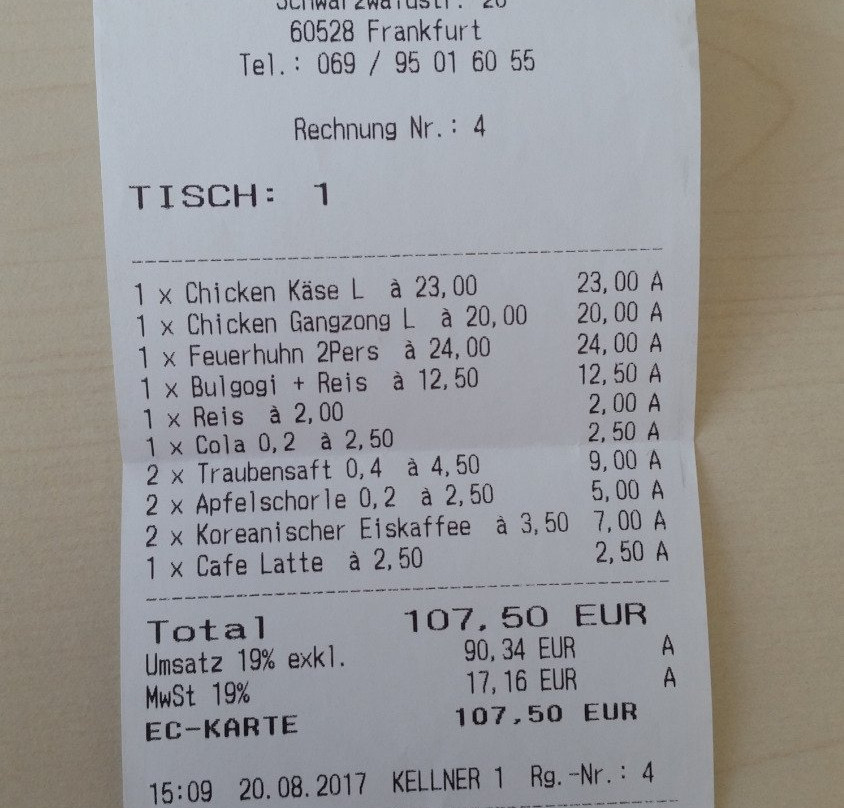 Schwarzwaldstr. 20
60528 Frankfurt
Tel.: 069 / 95 01 60 55
Rechnung Nr.: 4
TISCH: 1
1 x Chicken Käse L à 23,00 23,00 A
1 x Chicken Gangzong L à 20,00 20,00 A
1 x Feuerhuhn 2Pers à 24,00 24,00 A
1 x Bulgogi + Reis à 12,50 12,50 A
1 x Reis à 2,00 2,00 A
1 x Cola 0,2 à 2,50 2,50 A
2 x Traubensaft 0,4 à 4,50 9,00 A
2 x Apfelschorle 0,2 à 2,50 5,00 A
2 x Koreanischer Eiskaffee à 3,50 7,00 A
1 x Cafe Latte à 2,50 2,50 A
Total 107,50 EUR
Umsatz 19% exkl. 90,34 EUR A
MwSt 19% 17,16 EUR A
EC-KARTE 107,50 EUR
15:09 20.08.2017 KELLNER 1 Rg.-Nr.: 4